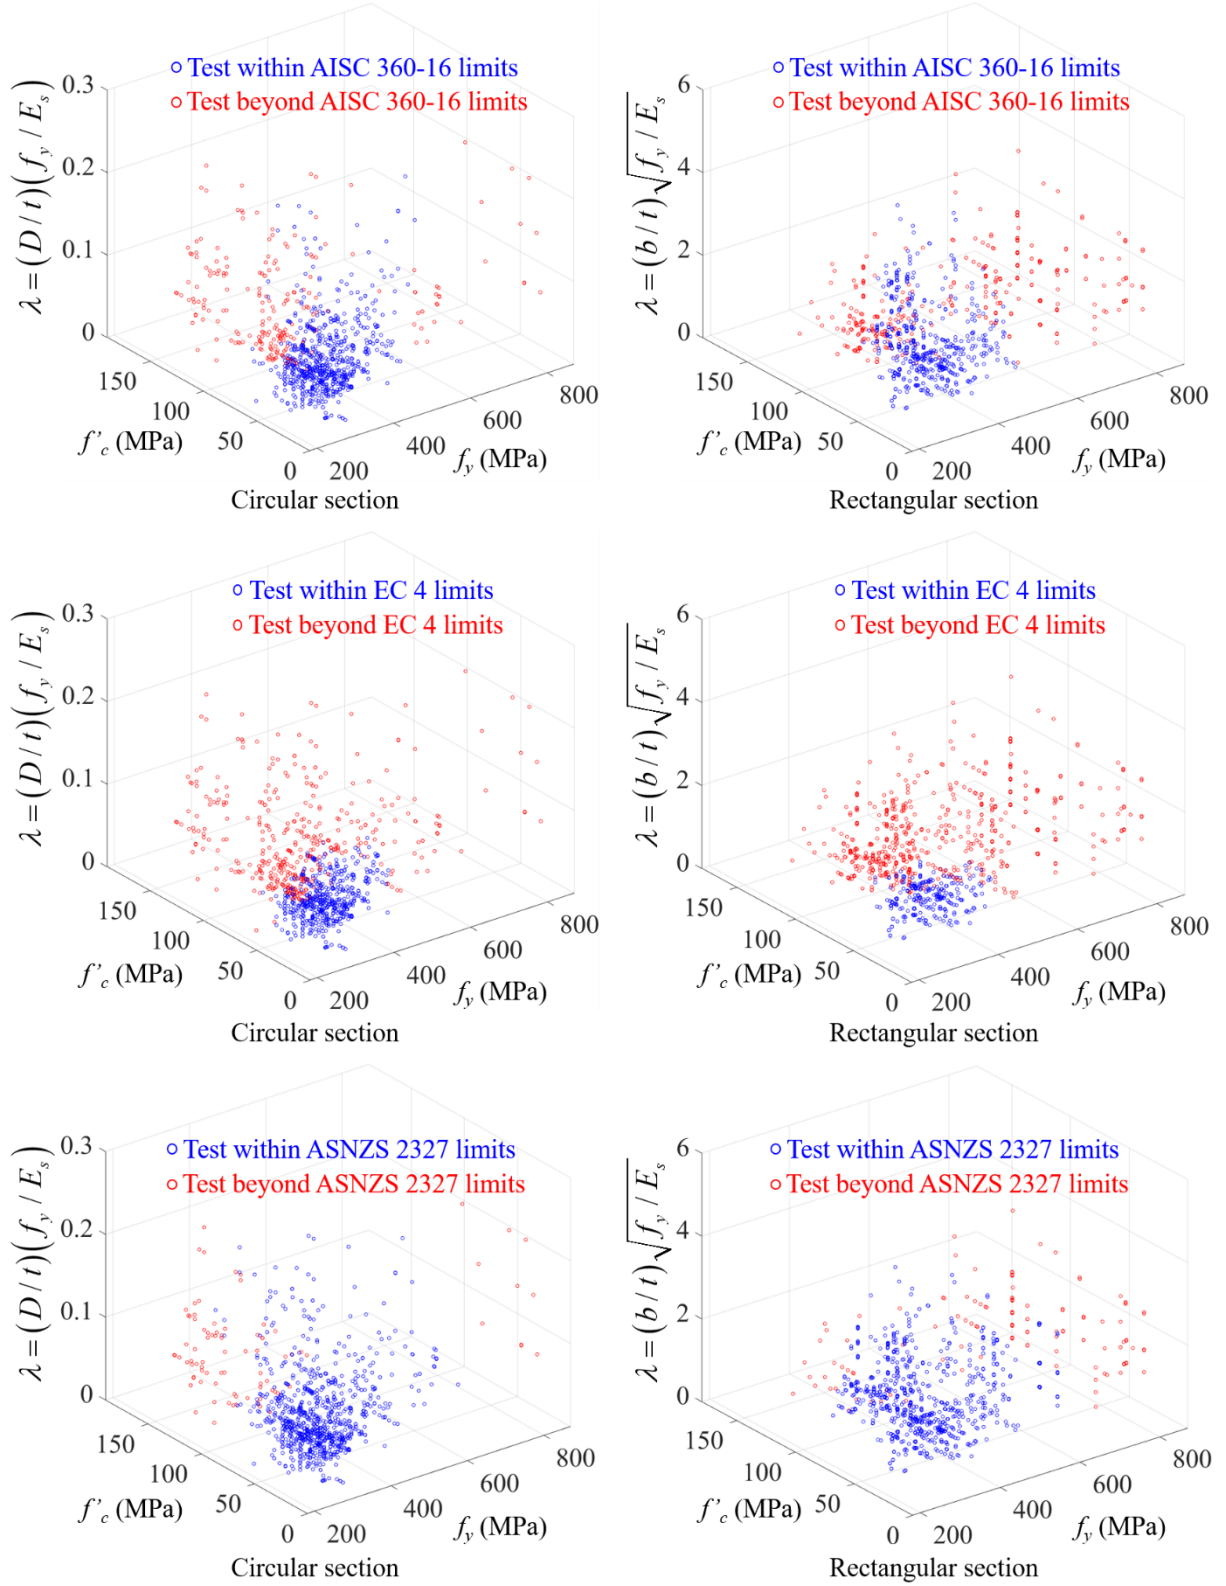 Test within AISC 360-16 limits
Test beyond AISC 360-16 limits
0.3
0.2
0.1
0
λ = (D / t)(f_y / E_s)
150
100
50
0
f'_c (MPa)
200
400
600
800
f_y (MPa)
Circular section
Test within AISC 360-16 limits
Test beyond AISC 360-16 limits
6
4
2
0
λ = (b / t)√f_y / E_s
150
100
50
0
f'_c (MPa)
200
400
600
800
f_y (MPa)
Rectangular section
Test within EC 4 limits
Test beyond EC 4 limits
0.3
0.2
0.1
0
λ = (D / t)(f_y / E_s)
150
100
50
0
f'_c (MPa)
200
400
600
800
f_y (MPa)
Circular section
Test within EC 4 limits
Test beyond EC 4 limits
6
4
2
0
λ = (b / t)√f_y / E_s
150
100
50
0
f'_c (MPa)
200
400
600
800
f_y (MPa)
Rectangular section
Test within ASNZS 2327 limits
Test beyond ASNZS 2327 limits
0.3
0.2
0.1
0
λ = (D / t)(f_y / E_s)
150
100
50
0
f'_c (MPa)
200
400
600
800
f_y (MPa)
Circular section
Test within ASNZS 2327 limits
Test beyond ASNZS 2327 limits
6
4
2
0
λ = (b / t)√f_y / E_s
150
100
50
0
f'_c (MPa)
200
400
600
800
f_y (MPa)
Rectangular section